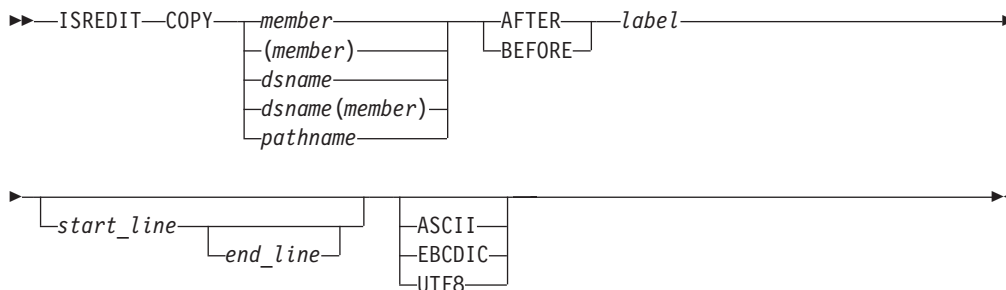 ISREDIT COPY member AFTER label
(member) BEFORE
dsname
dsname(member)
pathname
start_line ASCII
end_line EBCDIC
UTF8